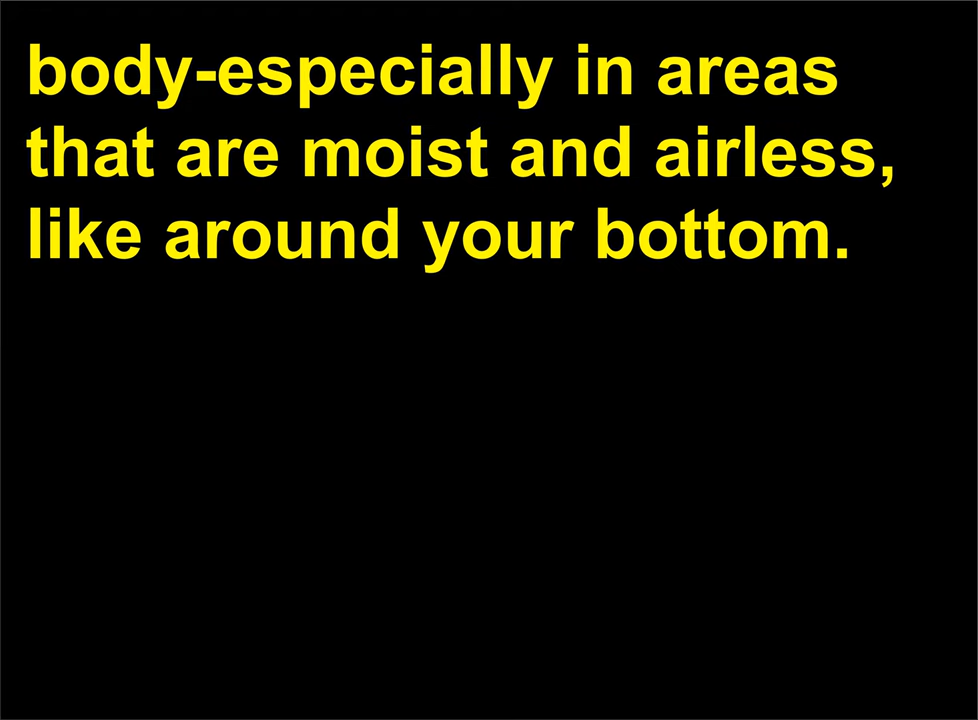 body-especially in areas
that are moist and airless,
like around your bottom.